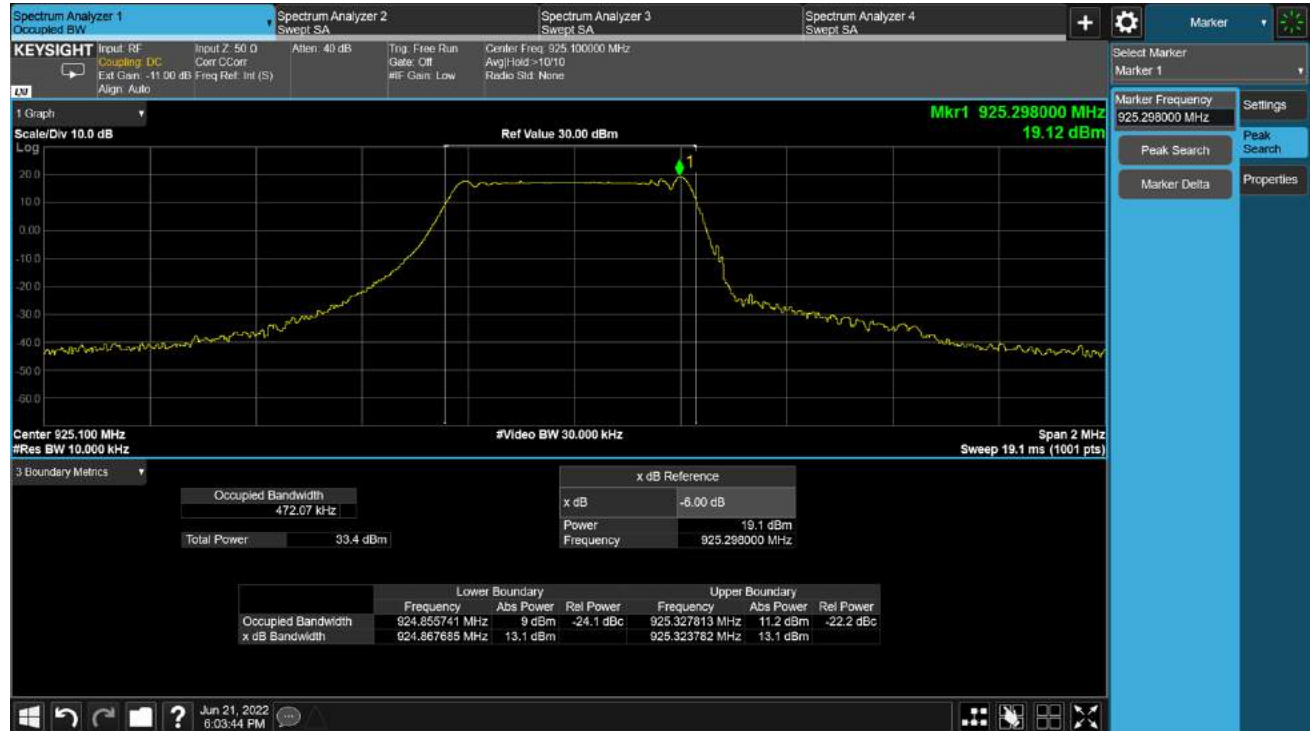 Spectrum Analyzer 1
Occupied BW
Spectrum Analyzer 2
Swept SA
Spectrum Analyzer 3
Swept SA
Spectrum Analyzer 4
Swept SA
+
Marker
KEYSIGHT
Input: RF
Coupling: DC
Ext Gain: -11.00 dB
Align: Auto
Input Z: 50 Ω
Corr CCorr
Freq Ref: Int (S)
Atten: 40 dB
Trig: Free Run
Gate: Off
#IF Gain: Low
Center Freq: 925.100000 MHz
Avg|Hold:>10/10
Radio Std: None
LXI
Select Marker
Marker 1
Marker Frequency
925.298000 MHz
Peak Search
Marker Delta
Settings
Peak
Search
Properties
1 Graph
Scale/Div 10.0 dB
Ref Value 30.00 dBm
Mkr1 925.298000 MHz
19.12 dBm
Log
1
20.0
10.0
0.00
-10.0
-20.0
-30.0
-40.0
-50.0
-60.0
Center 925.100 MHz
#Video BW 30.000 kHz
Span 2 MHz
#Res BW 10.000 kHz
Sweep 19.1 ms (1001 pts)
3 Boundary Metrics
Occupied Bandwidth
472.07 kHz
Total Power 33.4 dBm
x dB Reference
x dB -6.00 dB
Power 19.1 dBm
Frequency 925.298000 MHz
Lower Boundary Upper Boundary
Frequency Abs Power Rel Power Frequency Abs Power Rel Power
Occupied Bandwidth 924.855741 MHz 9 dBm -24.1 dBc 925.327813 MHz 11.2 dBm -22.2 dBc
x dB Bandwidth 924.867685 MHz 13.1 dBm 925.323782 MHz 13.1 dBm
?
Jun 21, 2022
6:03:44 PM